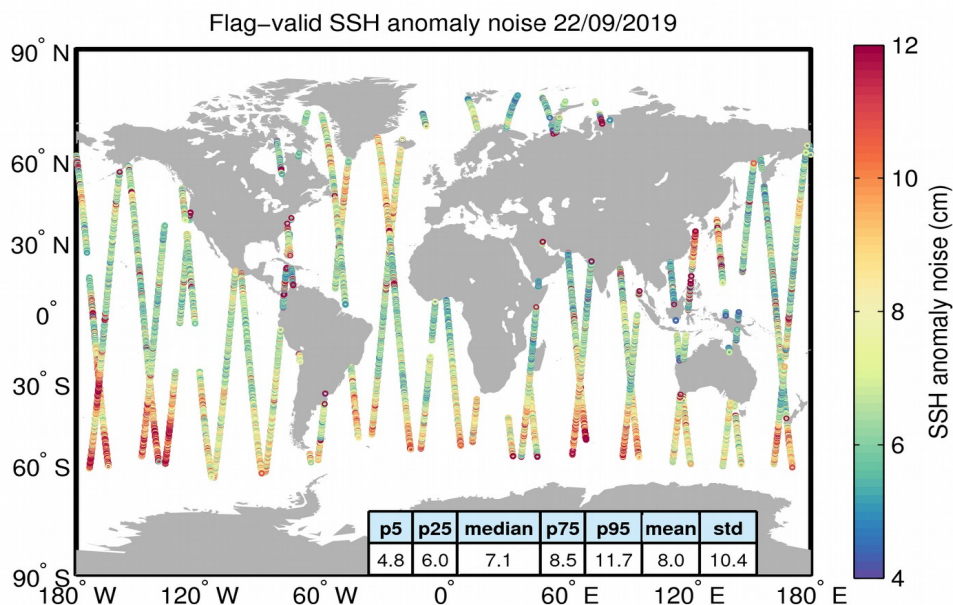 Flag−valid SSH anomaly noise 22/09/2019
90° N
60° N
30° N
0°
30° S
60° S
90° S
180° W
120° W
60° W
0°
60° E
120° E
180° E
p5 p25 median p75 p95 mean std
4.8 6.0 7.1 8.5 11.7 8.0 10.4
12
10
8
6
4
SSH anomaly noise (cm)